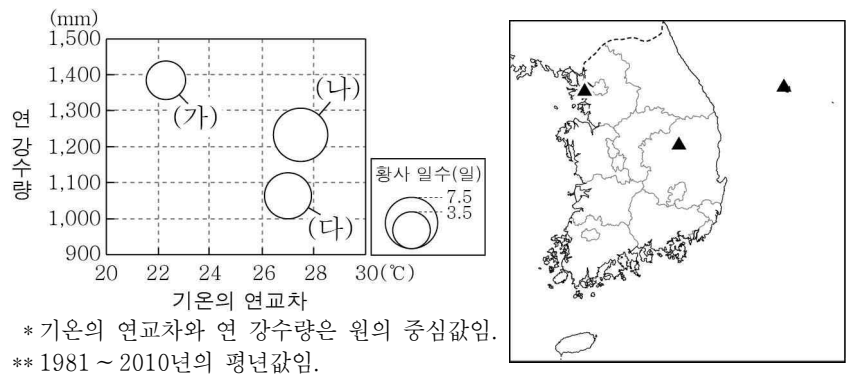 (mm)
1,500
1,400
1,300
1,200
1,100
1,000
900
연 강수량
(가)
(나)
(다)
황사 일수(일)
7.5
3.5
20 22 24 26 28 30(℃)
기온의 연교차
* 기온의 연교차와 연 강수량은 원의 중심값임.
** 1981 ~ 2010년의 평년값임.